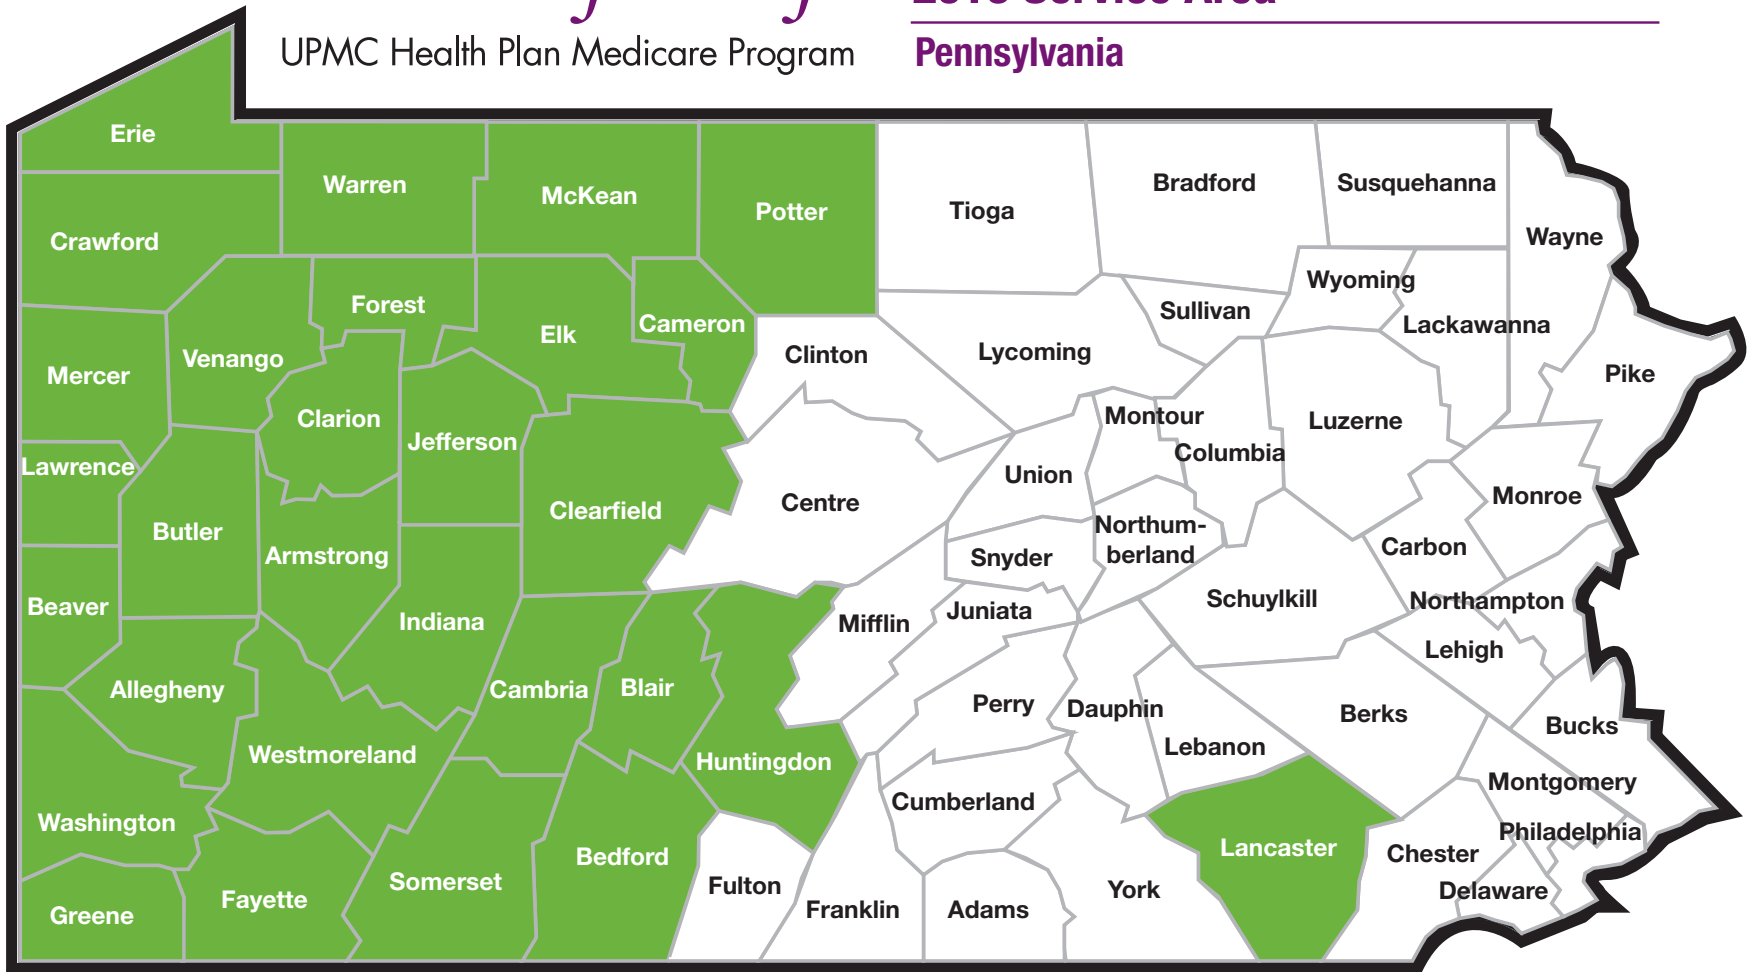 UPMC Health Plan Medicare Program
Pennsylvania
Erie
Warren
McKean
Potter
Tioga
Bradford
Susquehanna
Wayne
Crawford
Forest
Elk
Cameron
Clinton
Lycoming
Sullivan
Wyoming
Lackawanna
Pike
Mercer
Venango
Clarion
Jefferson
Montour
Columbia
Luzerne
Lawrence
Clearfield
Centre
Union
Monroe
Butler
Armstrong
Snyder
Northum-
berland
Carbon
Beaver
Indiana
Mifflin
Juniata
Schuylkill
Northampton
Lehigh
Allegheny
Cambria
Blair
Perry
Dauphin
Berks
Bucks
Westmoreland
Huntingdon
Lebanon
Montgomery
Washington
Cumberland
Philadelphia
Bedford
Lancaster
Chester
Greene
Fayette
Somerset
Fulton
Franklin
Adams
York
Delaware